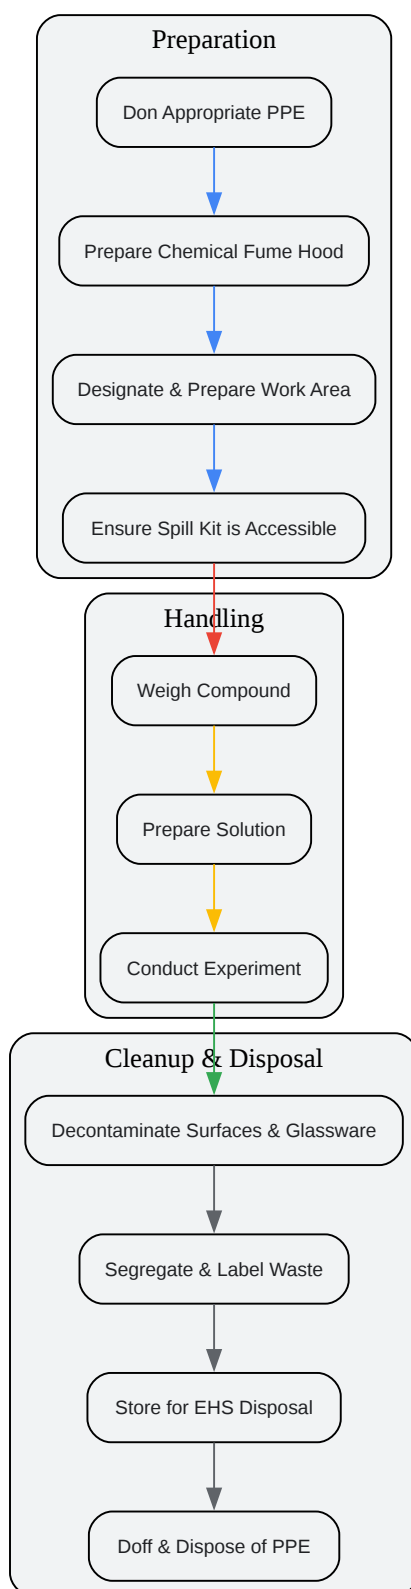 Preparation
Don Appropriate PPE
Prepare Chemical Fume Hood
Designate & Prepare Work Area
Ensure Spill Kit is Accessible
Handling
Weigh Compound
Prepare Solution
Conduct Experiment
Cleanup & Disposal
Decontaminate Surfaces & Glassware
Segregate & Label Waste
Store for EHS Disposal
Doff & Dispose of PPE